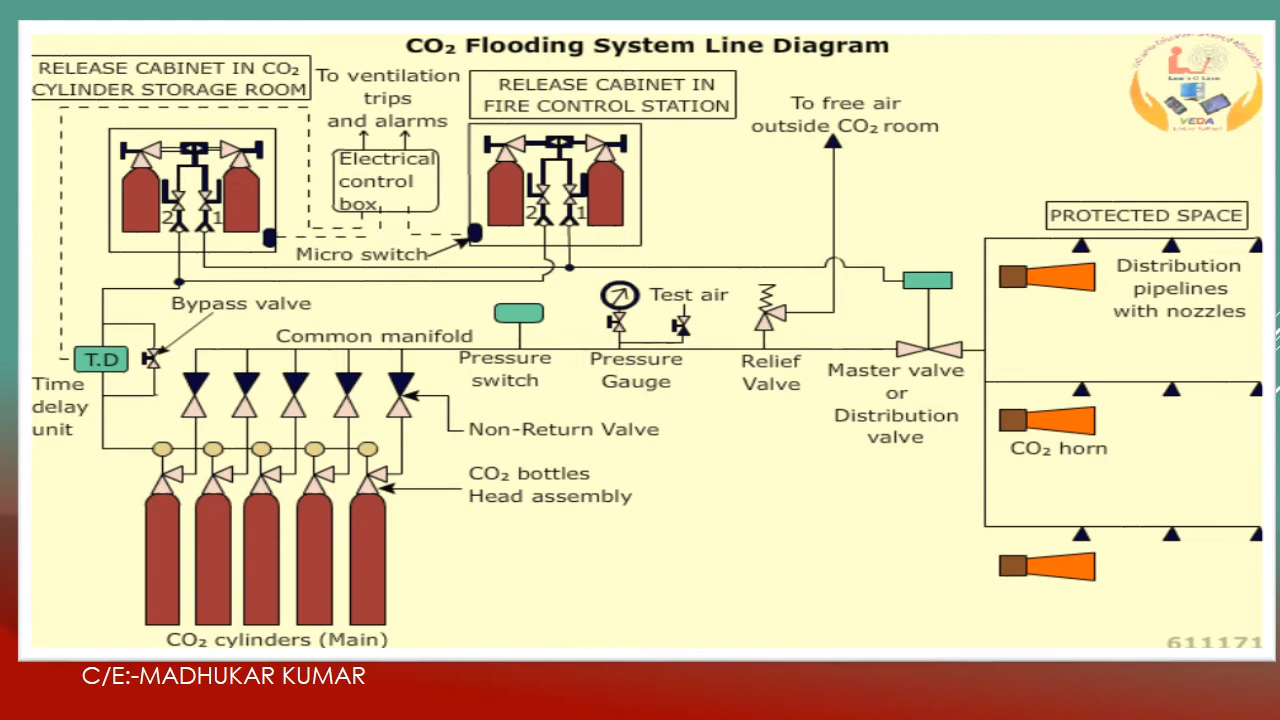 CO₂ Flooding System Line Diagram
RELEASE CABINET IN CO₂
CYLINDER STORAGE ROOM
To ventilation
trips
and alarms
RELEASE CABINET IN
FIRE CONTROL STATION
To free air
outside CO₂ room
VEDA
Electrical
control
box
2
1
2
1
PROTECTED SPACE
Micro switch
Distribution
pipelines
with nozzles
Bypass valve
Test air
Common manifold
T.D
Time
delay
unit
Pressure
switch
Pressure
Gauge
Relief
Valve
Master valve
or
Distribution
valve
Non-Return Valve
CO₂ horn
CO₂ bottles
Head assembly
CO₂ cylinders (Main)
611171
C/E:-MADHUKAR KUMAR